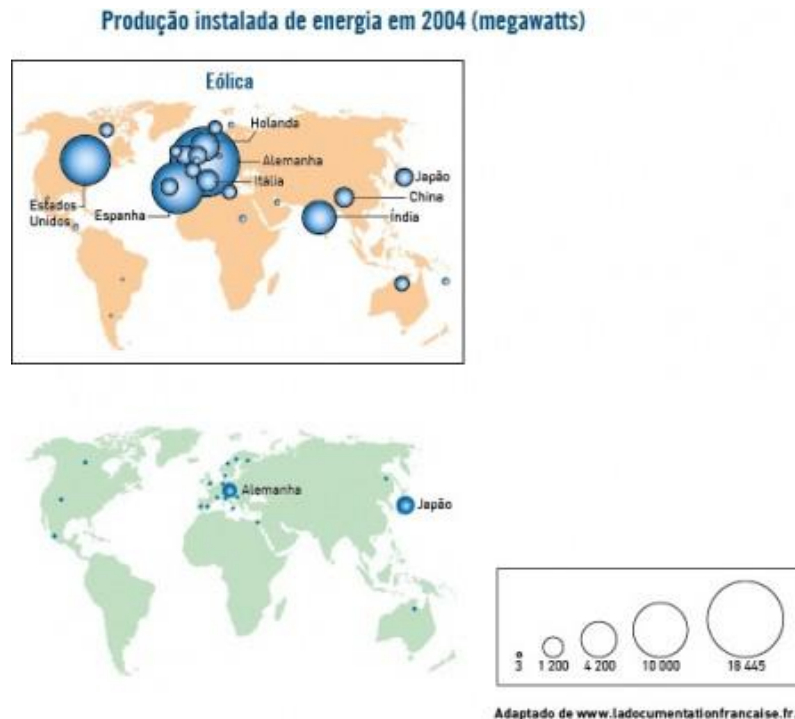 Produção instalada de energia em 2004 (megawatts)
Eólica
Holanda
Alemanha
Itália
Japão
China
Índia
Estados
Unidos
Espanha
Alemanha
Japão
3 1 200 4 200 10 000 18 445
Adaptado de www.ladocumentationfrancaise.fr